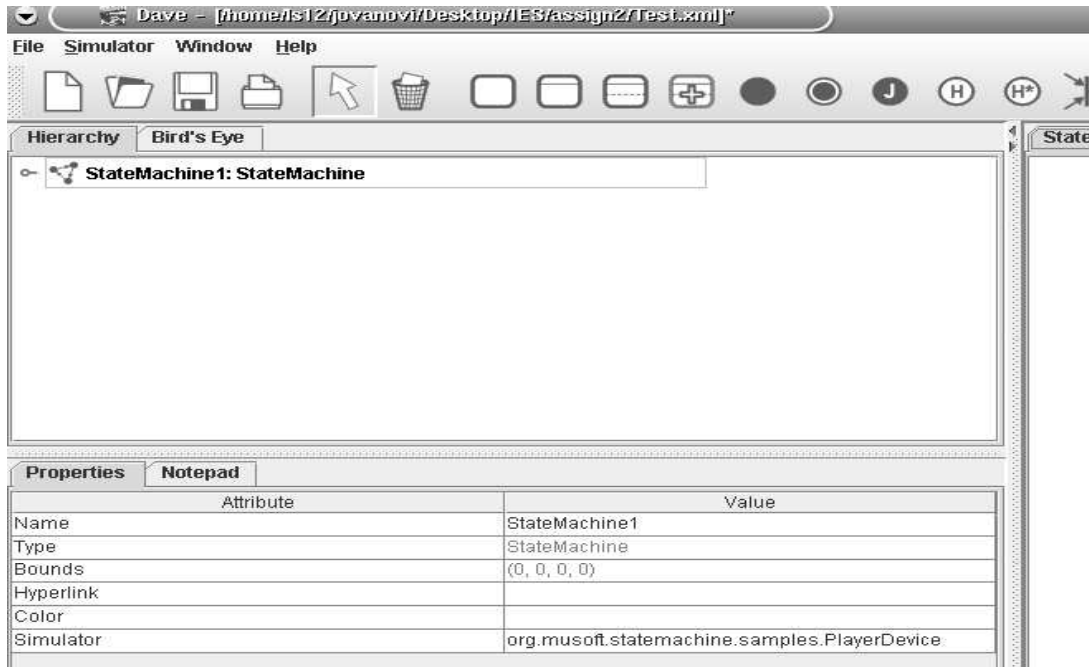 Dave - [/home/ls12/jovanovi/Desktop/IES/assign2/Test.xml]*
File Simulator Window Help
J H H*
Hierarchy Bird's Eye State
StateMachine1: StateMachine
Properties Notepad
Attribute Value
Name StateMachine1
Type StateMachine
Bounds (0, 0, 0, 0)
Hyperlink
Color
Simulator org.musoft.statemachine.samples.PlayerDevice